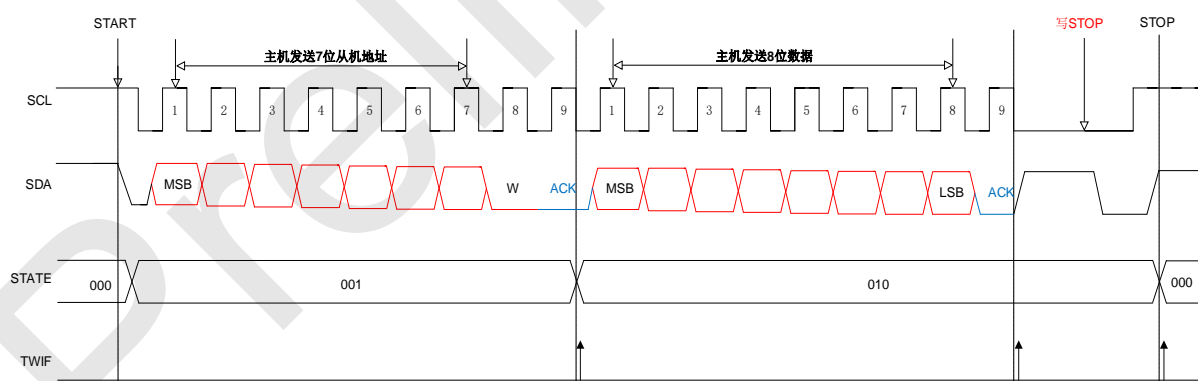 START 写STOP STOP
主机发送7位从机地址 主机发送8位数据
SCL 1 2 3 4 5 6 7 8 9 1 2 3 4 5 6 7 8 9
SDA MSB W ACK MSB LSB ACK
STATE 000 001 010 000
TWIF